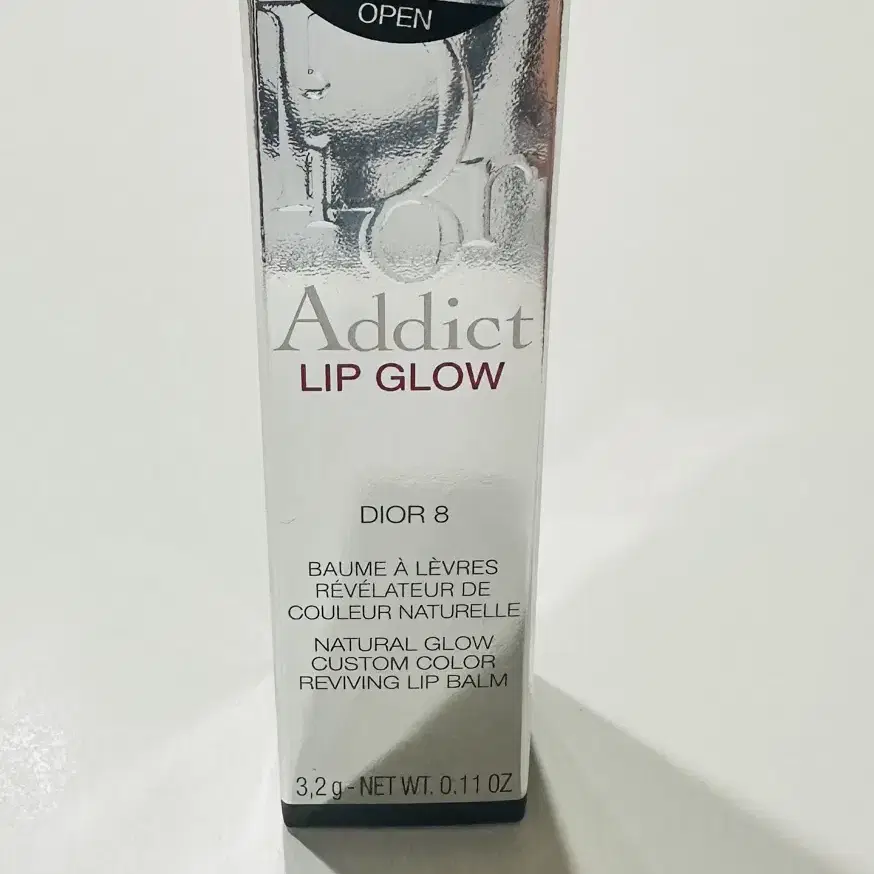 OPEN
Dior
Addict
LIP GLOW
DIOR 8
BAUME À LÈVRES
RÉVÉLATEUR DE
COULEUR NATURELLE
NATURAL GLOW
CUSTOM COLOR
REVIVING LIP BALM
3,2 g - NET WT. 0.11 OZ